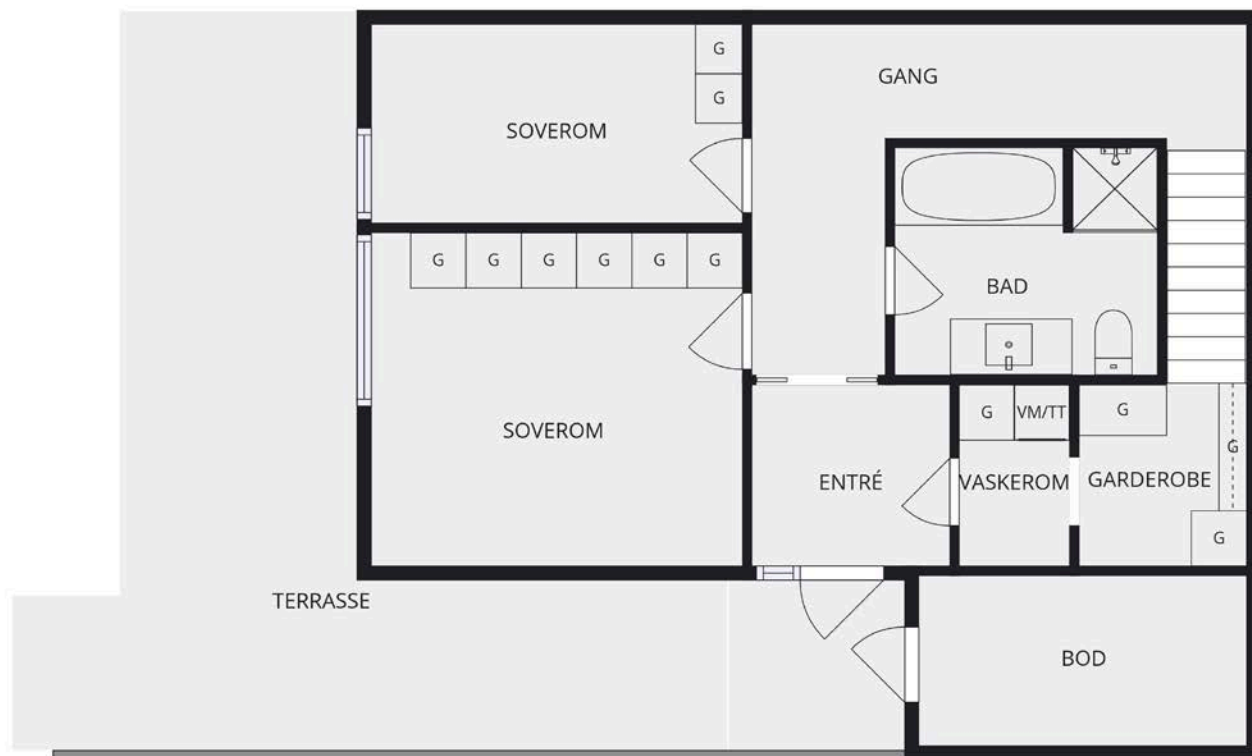 G
GANG
G
SOVEROM
G
G
G
G
G
G
BAD
SOVEROM
G
VM/TT
G
G
ENTRÉ
VASKEROM
GARDEROBE
G
TERRASSE
BOD